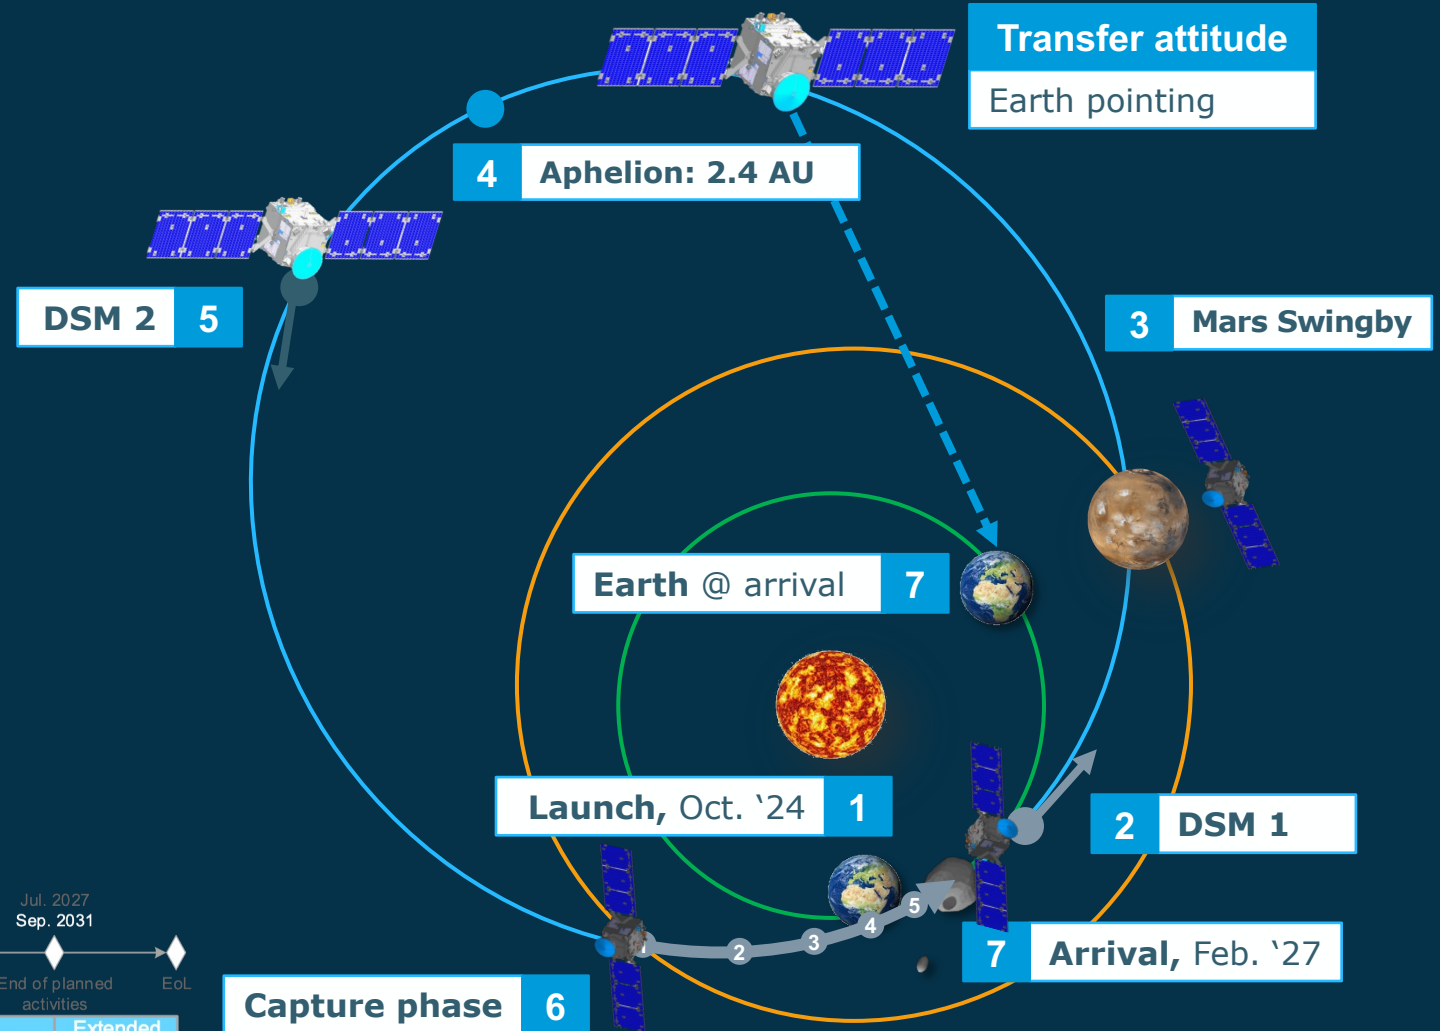 Transfer attitude
Earth pointing
4 Aphelion: 2.4 AU
DSM 2 5
3 Mars Swingby
Earth @ arrival 7
Launch, Oct. ‘24 1
2 DSM 1
5
4
3
2
7 Arrival, Feb. ‘27
Capture phase 6
Jul. 2027
Sep. 2031
End of planned
activities
EoL
Extended